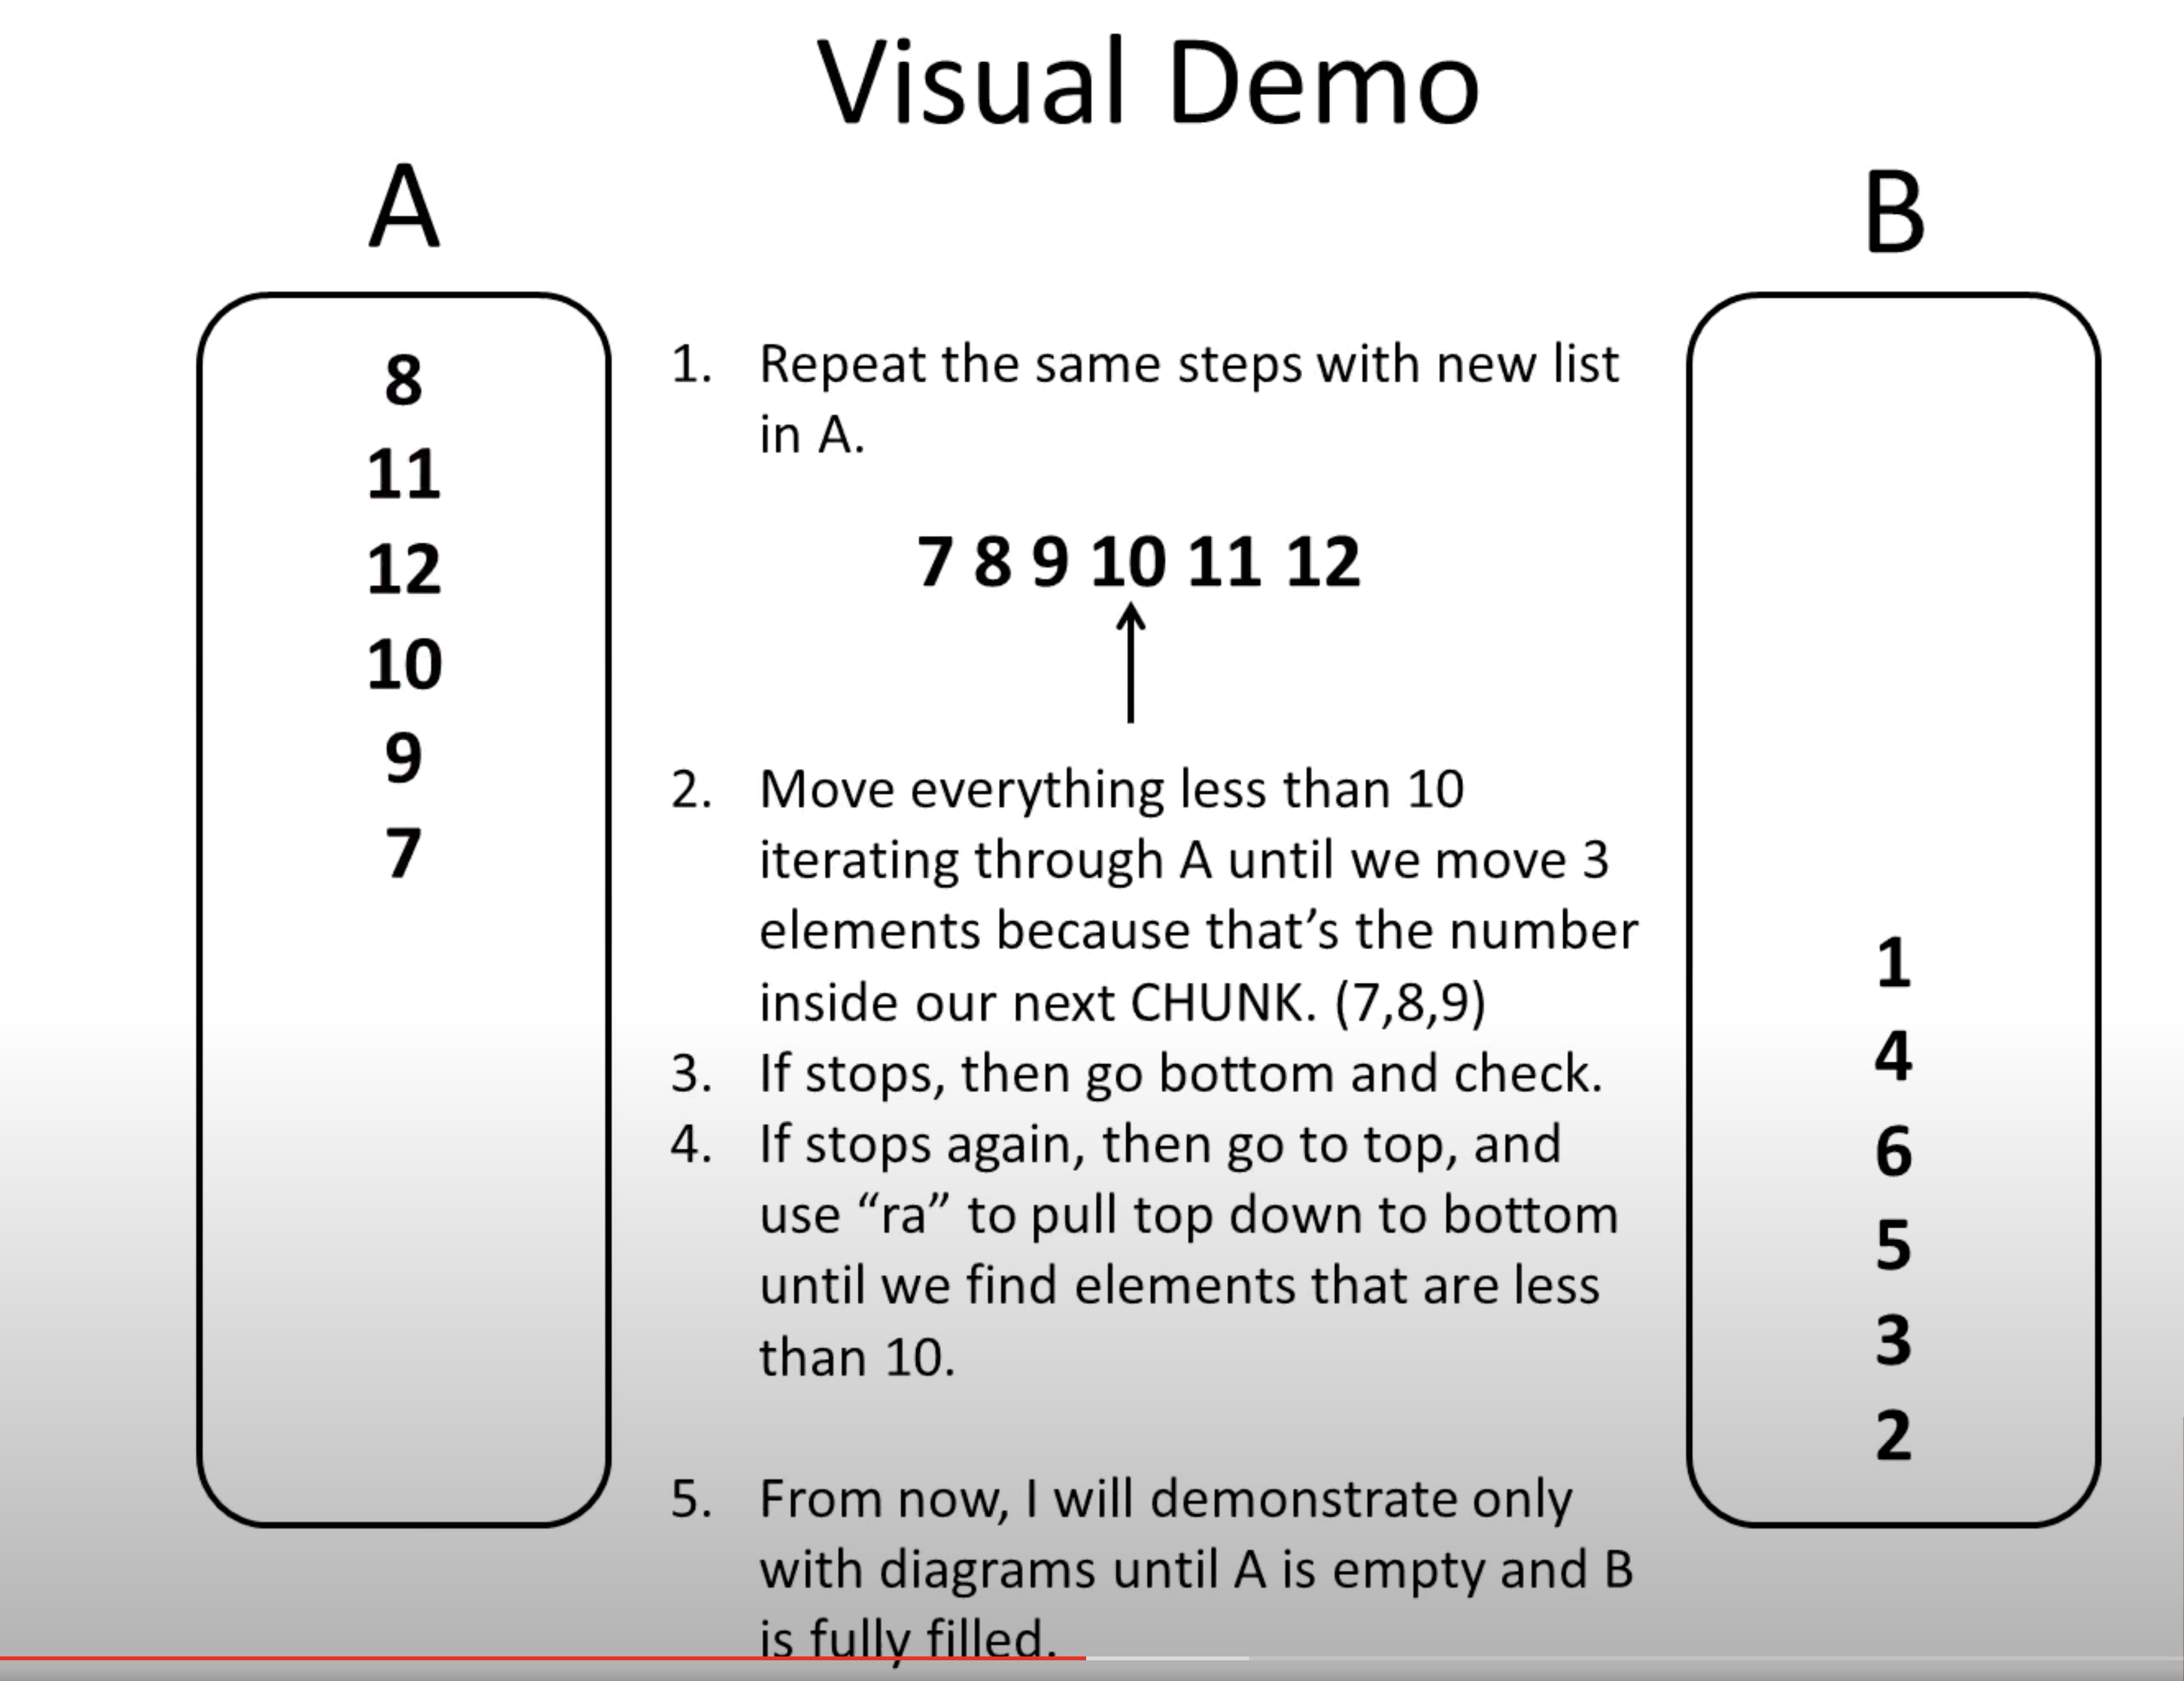 Visual Demo
A
B
8
11
12
10
9
7
1. Repeat the same steps with new list
in A.
7 8 9 10 11 12
2. Move everything less than 10
iterating through A until we move 3
elements because that’s the number
inside our next CHUNK. (7,8,9)
3. If stops, then go bottom and check.
4. If stops again, then go to top, and
use “ra” to pull top down to bottom
until we find elements that are less
than 10.
5. From now, I will demonstrate only
with diagrams until A is empty and B
is fully filled.
1
4
6
5
3
2